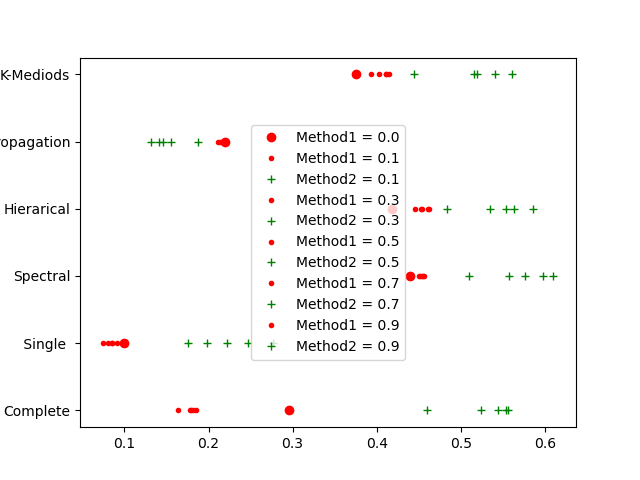 K-Mediods
opagation
Hierarical
Spectral
Single
Complete
Method1 = 0.0
Method1 = 0.1
Method2 = 0.1
Method1 = 0.3
Method2 = 0.3
Method1 = 0.5
Method2 = 0.5
Method1 = 0.7
Method2 = 0.7
Method1 = 0.9
Method2 = 0.9
0.1 0.2 0.3 0.4 0.5 0.6